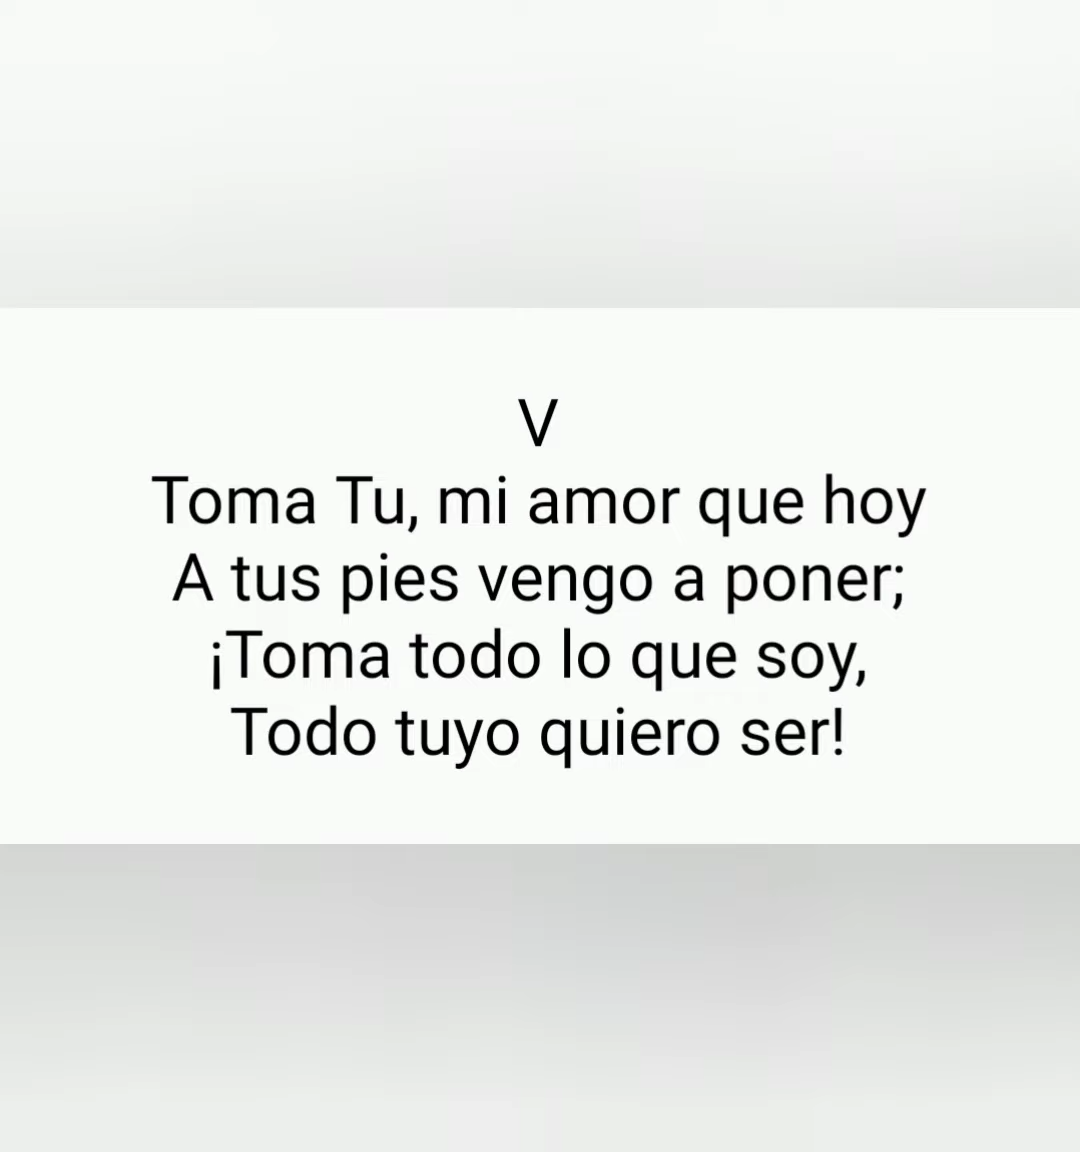 V
Toma Tu, mi amor que hoy
A tus pies vengo a poner;
¡Toma todo lo que soy,
Todo tuyo quiero ser!